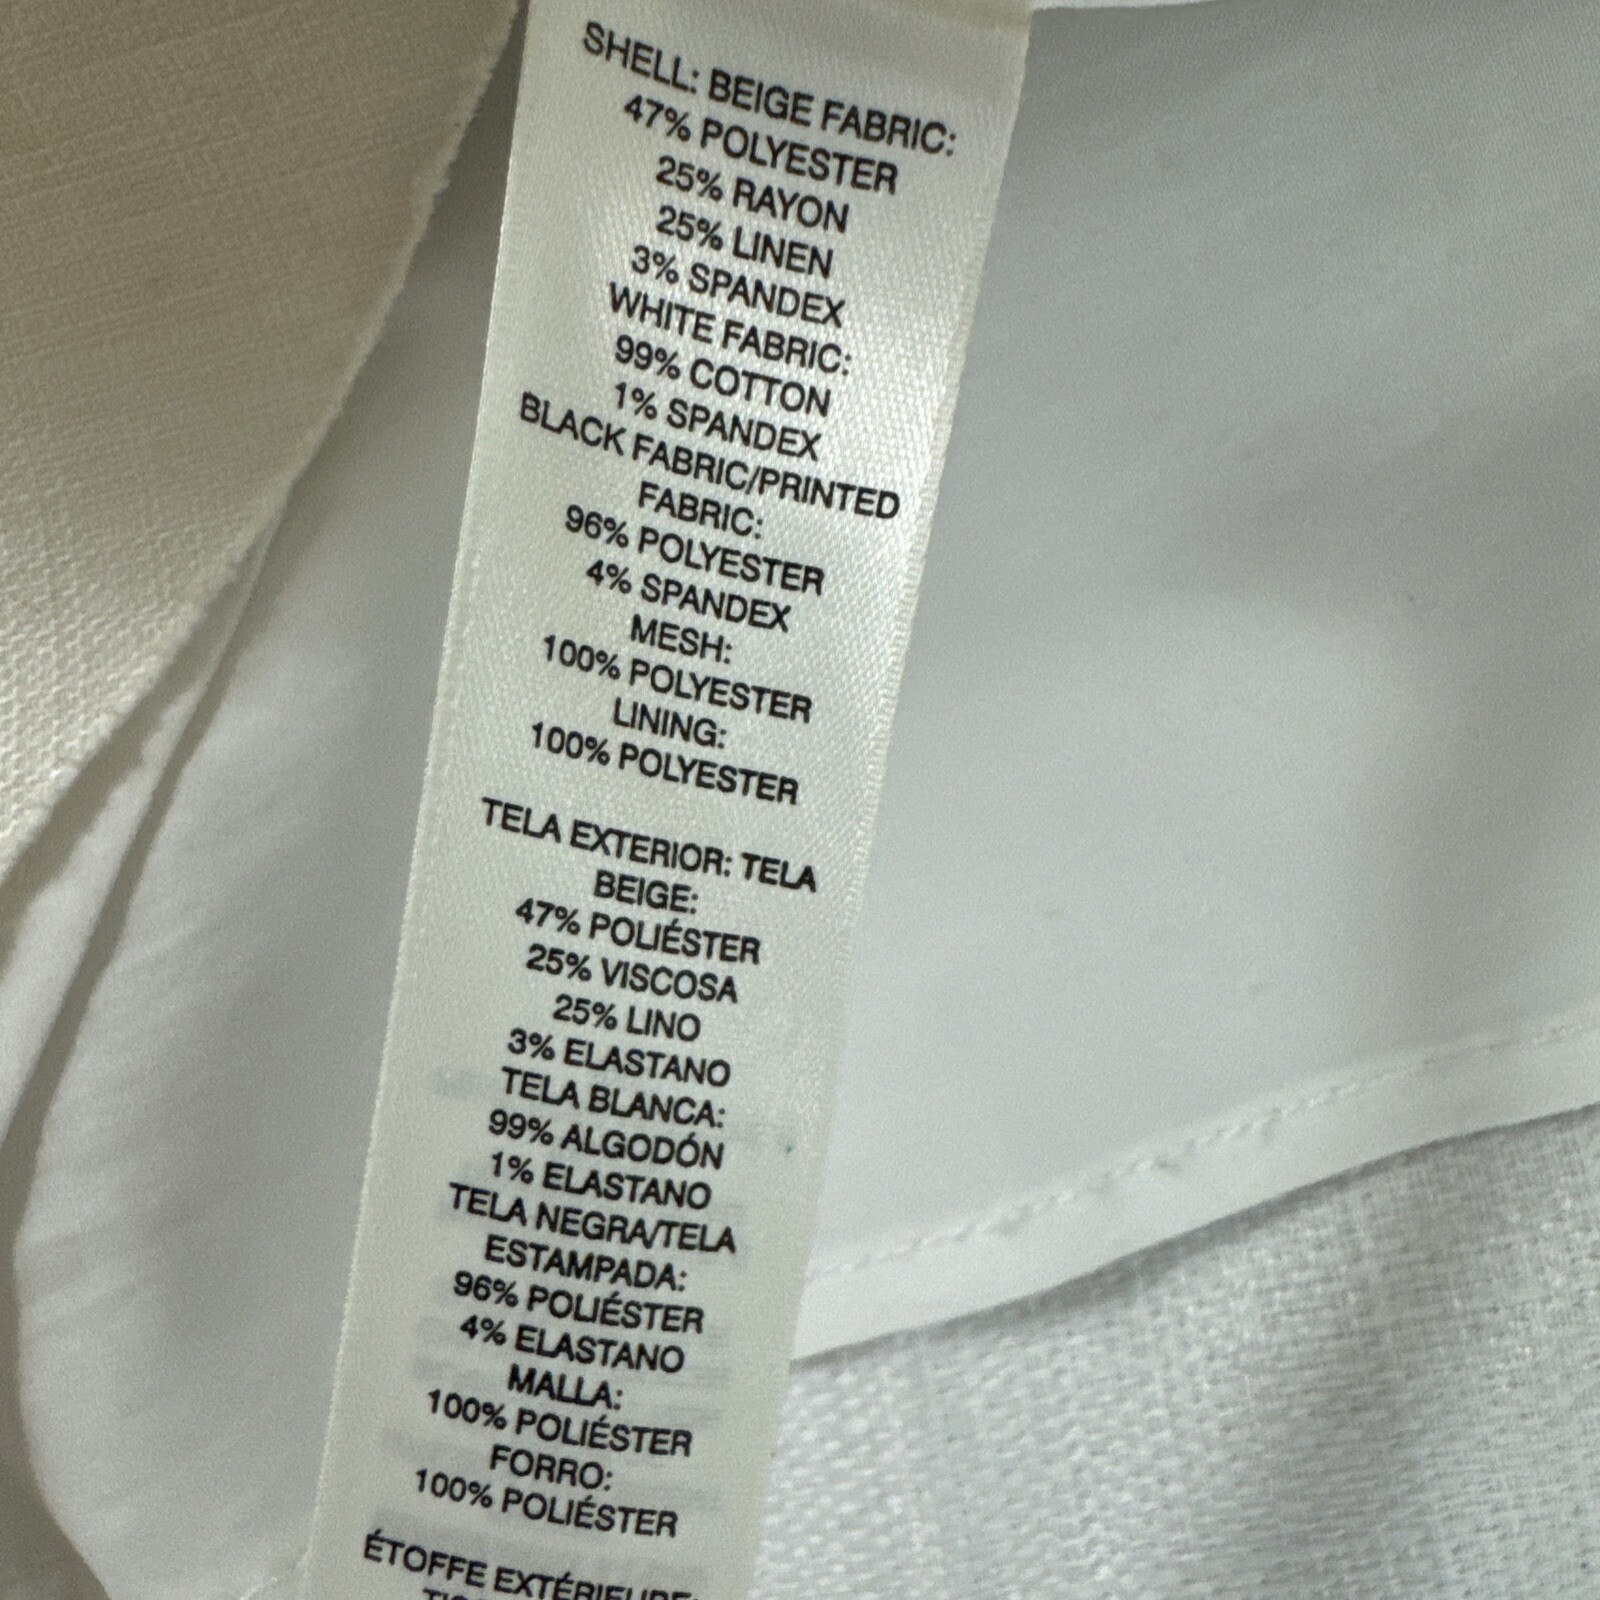 SHELL: BEIGE FABRIC:
47% POLYESTER
25% RAYON
25% LINEN
3% SPANDEX
WHITE FABRIC:
99% COTTON
1% SPANDEX
BLACK FABRIC/PRINTED
FABRIC:
96% POLYESTER
4% SPANDEX
MESH:
100% POLYESTER
LINING:
100% POLYESTER
TELA EXTERIOR: TELA
BEIGE:
47% POLIÉSTER
25% VISCOSA
25% LINO
3% ELASTANO
TELA BLANCA:
99% ALGODÓN
1% ELASTANO
TELA NEGRA/TELA
ESTAMPADA:
96% POLIÉSTER
4% ELASTANO
MALLA:
100% POLIÉSTER
FORRO:
100% POLIÉSTER
ÉTOFFE EXTÉRIEURE: